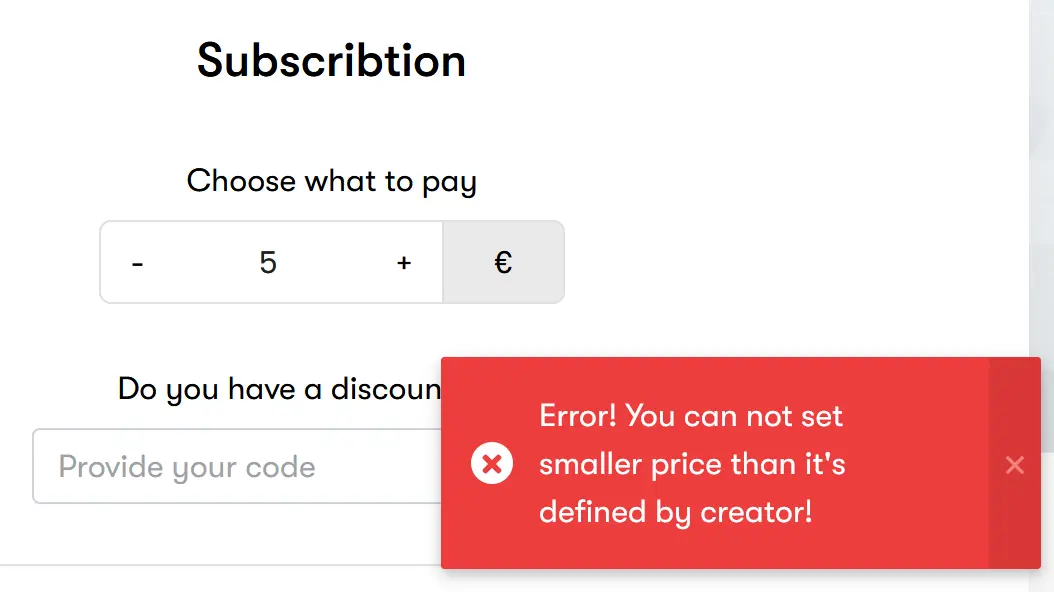 Subscribtion
Choose what to pay
- 5 + €
Do you have a discoun
Provide your code
Error! You can not set
smaller price than it's
defined by creator!